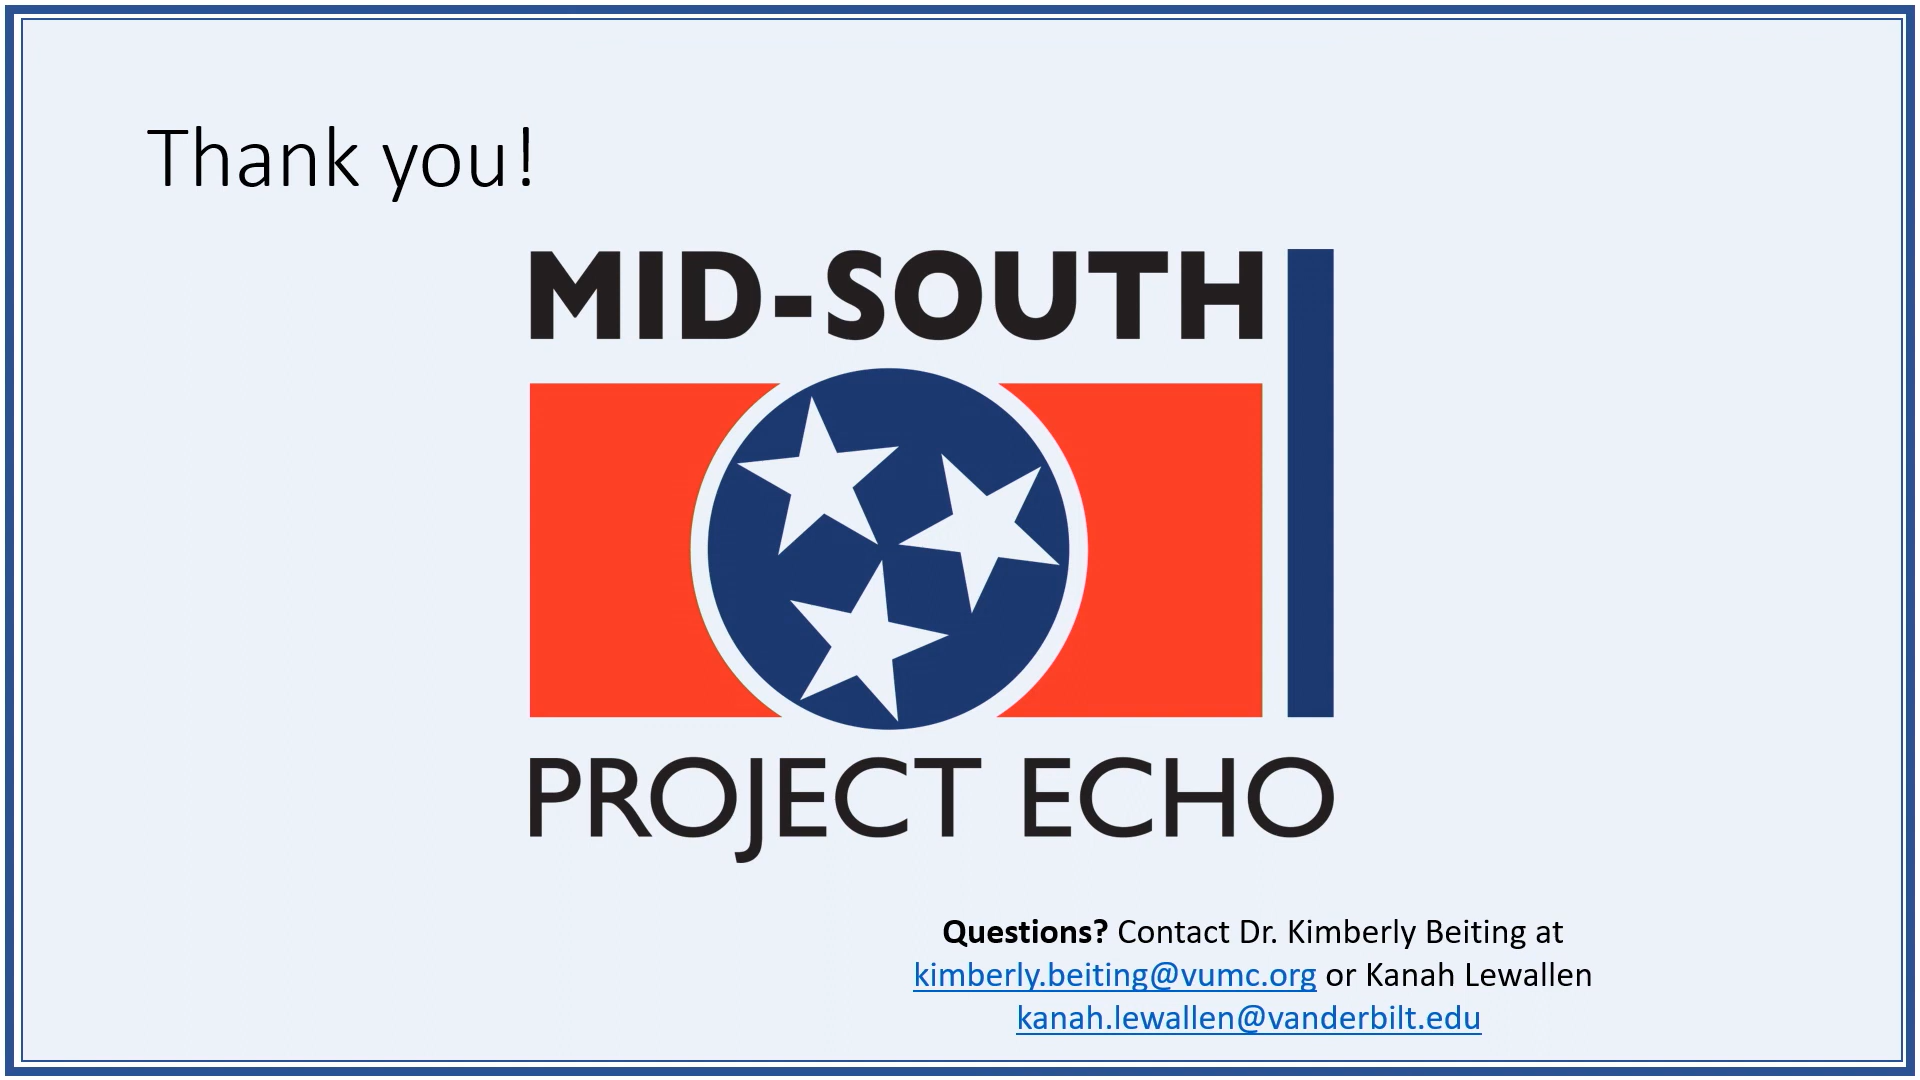 Thank you!
MID-SOUTH
PROJECT ECHO
Questions? Contact Dr. Kimberly Beiting at
kimberly.beiting@vumc.org or Kanah Lewallen
kanah.lewallen@vanderbilt.edu